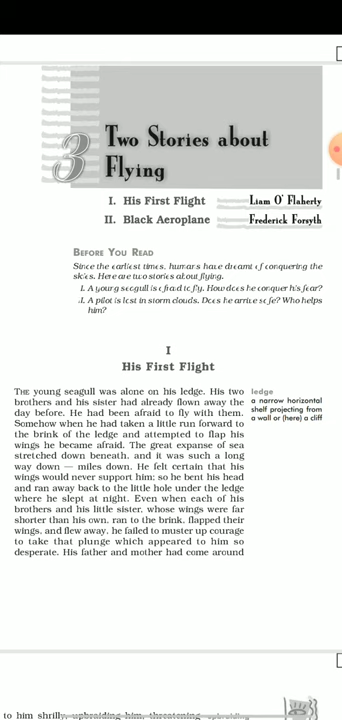 3
Two Stories about
Flying
I. His First Flight Liam O' Flaherty
II. Black Aeroplane Frederick Forsyth
BEFORE YOU READ
Since the earliest times, humans have dreamt of conquering the
skies. Here are two stories about flying.
I. A young seagull is afraid to fly. How does he conquer his fear?
A pilot is lost in storm clouds. Does he arrive safe? Who helps
him?
I
His First Flight
THE young seagull was alone on his ledge. His two
brothers and his sister had already flown away the
day before. He had been afraid to fly with them.
Somehow when he had taken a little run forward to
the brink of the ledge and attempted to flap his
wings he became afraid. The great expanse of sea
stretched down beneath, and it was such a long
way down — miles down. He felt certain that his
wings would never support him; so he bent his head
and ran away back to the little hole under the ledge
where he slept at night. Even when each of his
brothers and his little sister, whose wings were far
shorter than his own, ran to the brink, flapped their
wings, and flew away, he failed to muster up courage
to take that plunge which appeared to him so
desperate. His father and mother had come around
ledge
a narrow horizontal
shelf projecting from
a wall or (here) a cliff
to him shrilly, upbraiding him, threatening upbraiding